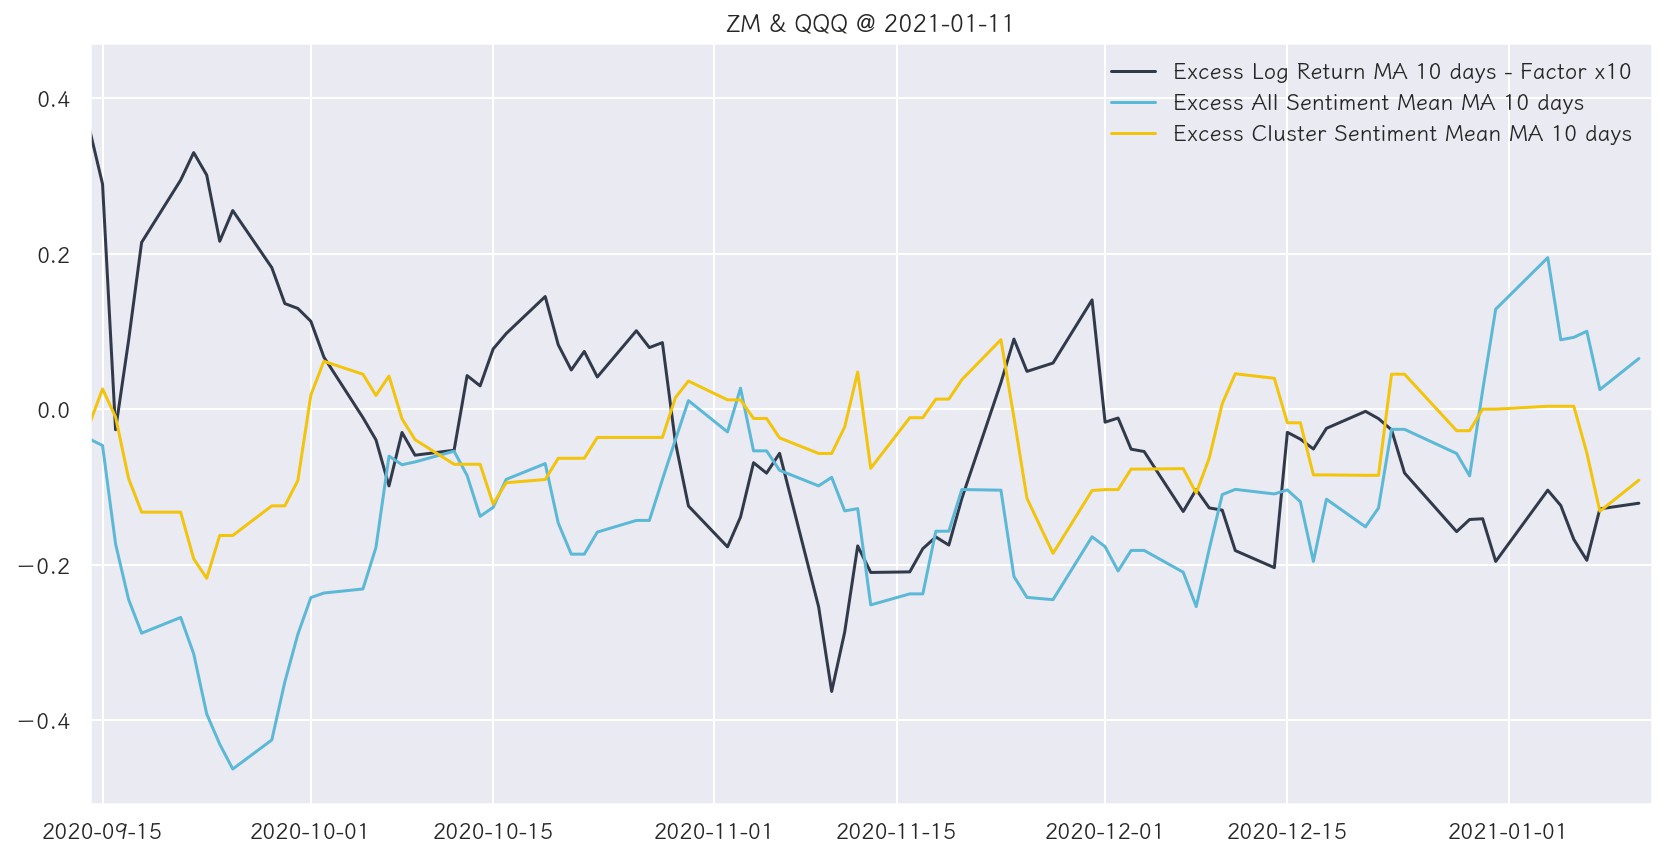 ZM & QQQ @ 2021-01-11
Excess Log Return MA 10 days - Factor x10
Excess All Sentiment Mean MA 10 days
Excess Cluster Sentiment Mean MA 10 days
0.4
0.2
0.0
−0.2
−0.4
2020-09-15 2020-10-01 2020-10-15 2020-11-01 2020-11-15 2020-12-01 2020-12-15 2021-01-01